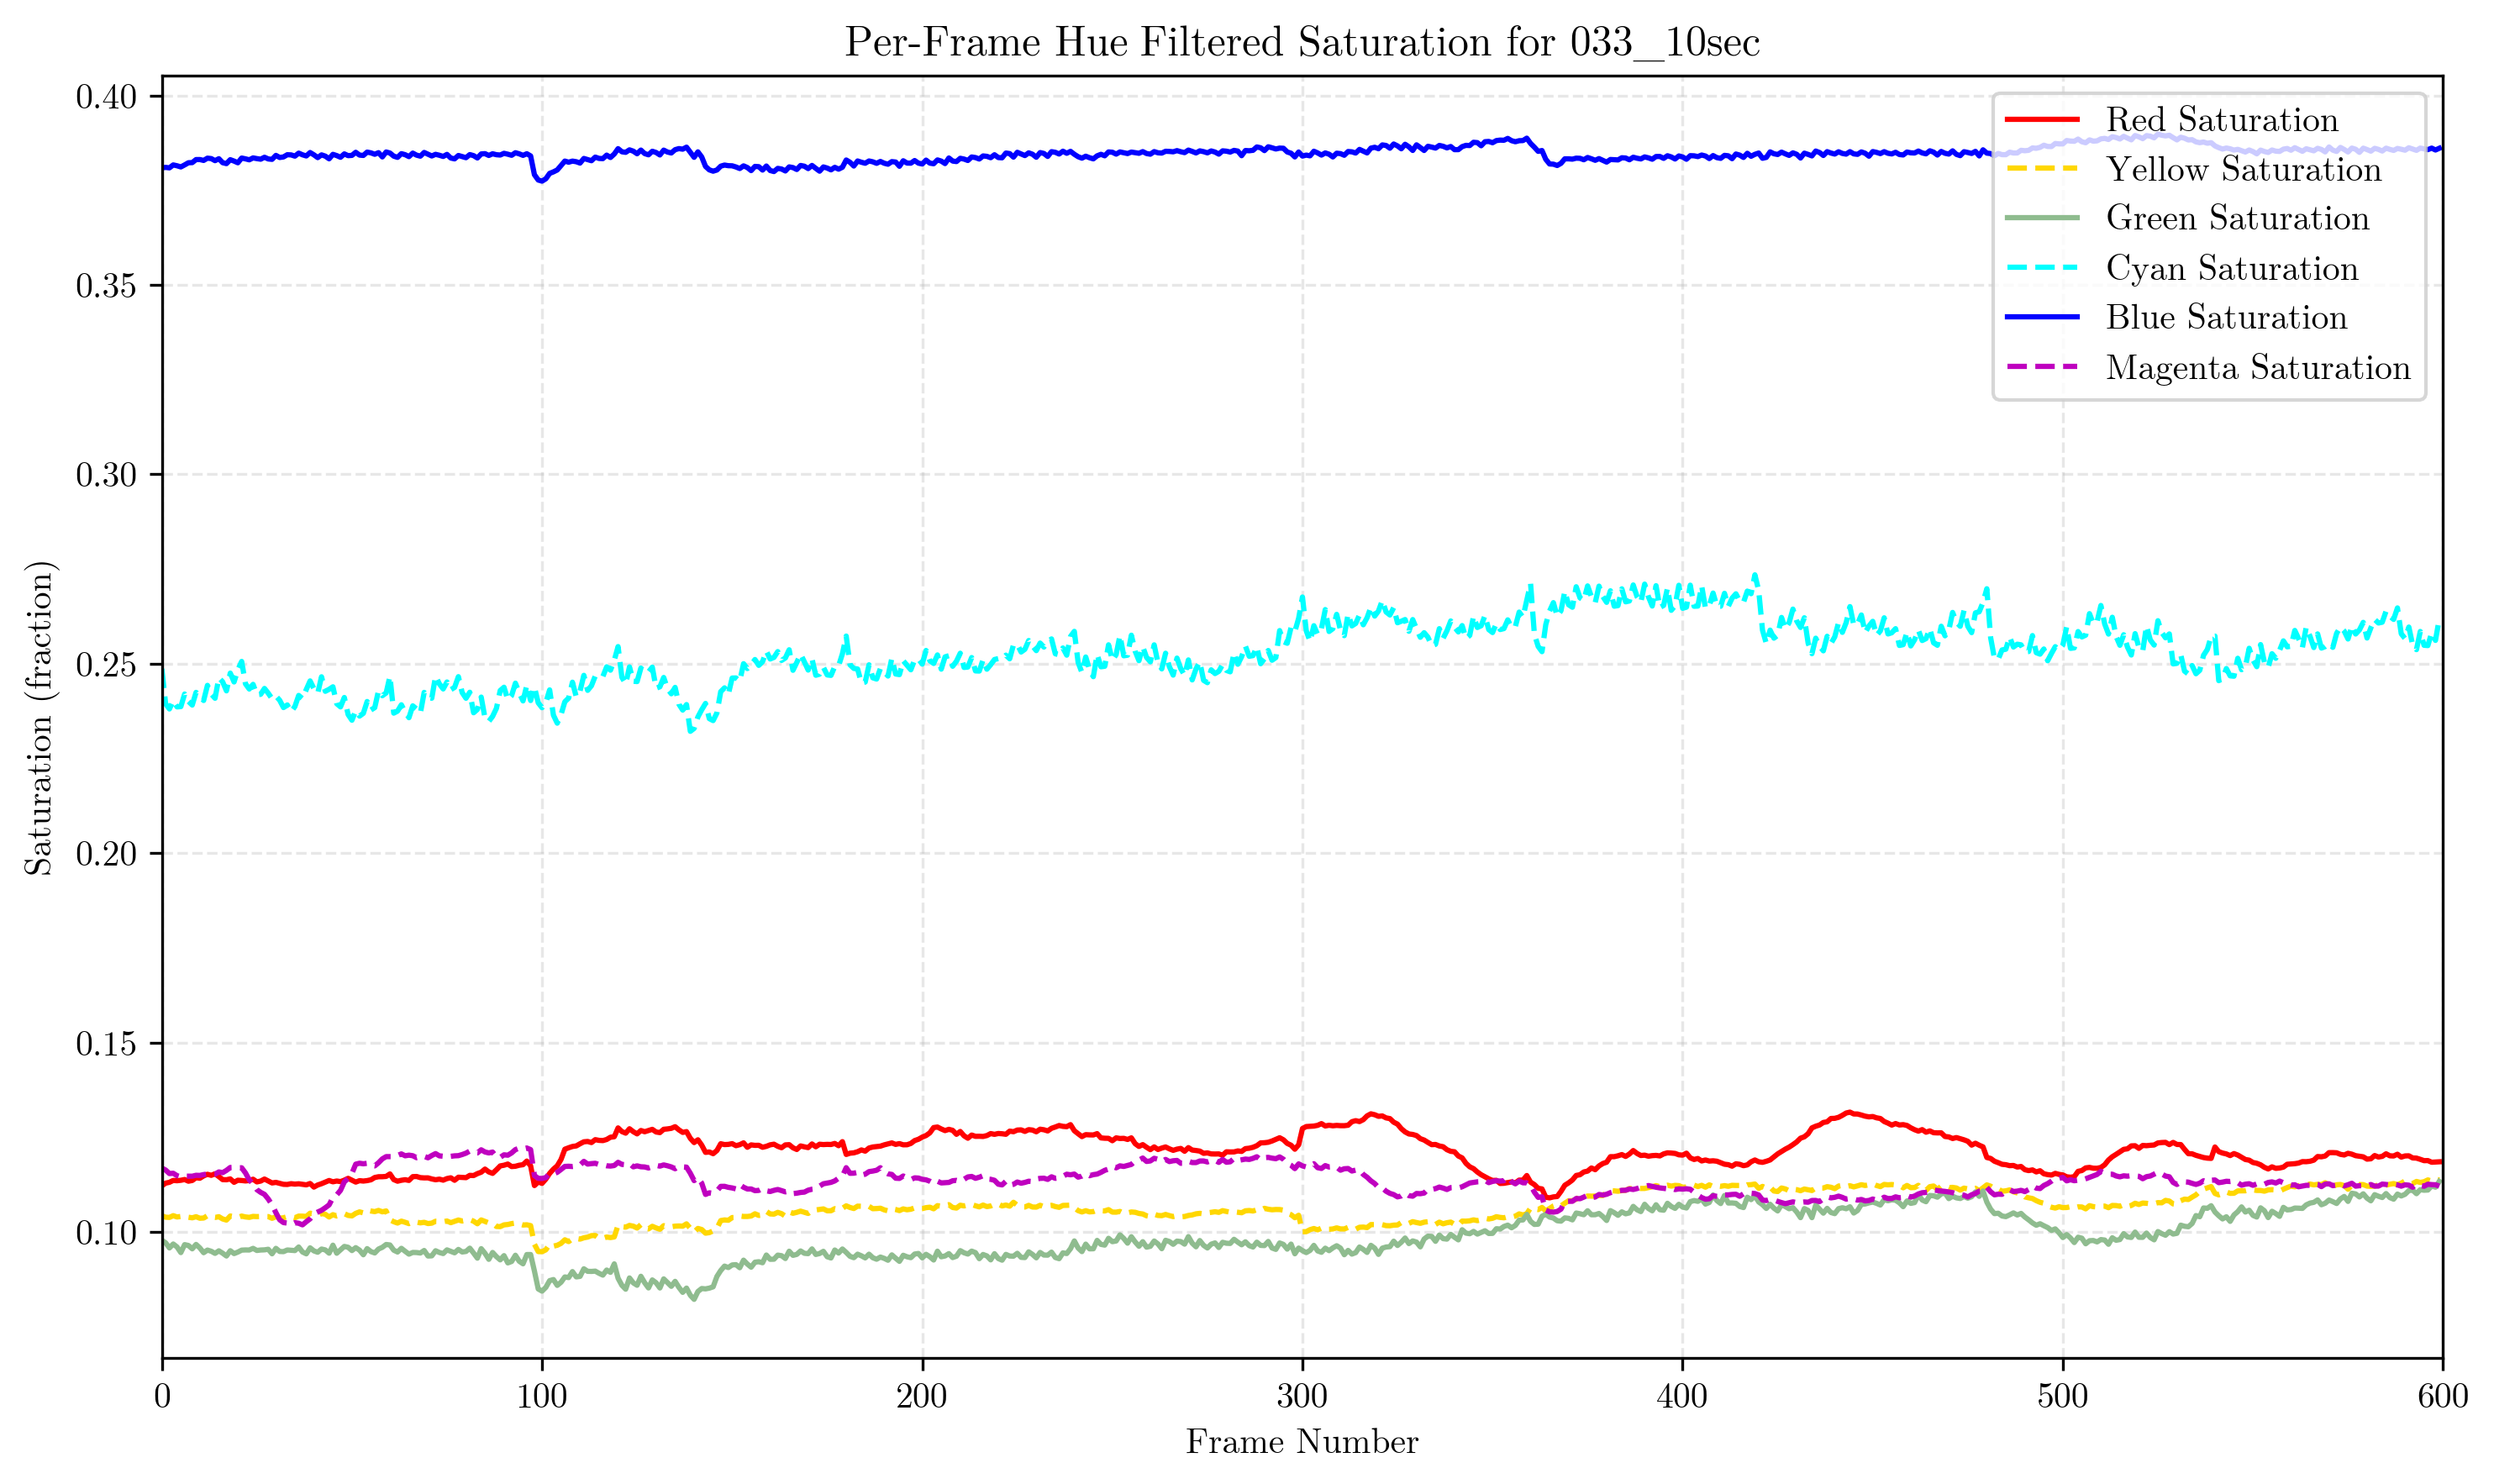 Per-Frame Hue Filtered Saturation for 033_10sec
0.40
0.35
0.30
0.25
0.20
0.15
0.10
Saturation (fraction)
Red Saturation
Yellow Saturation
Green Saturation
Cyan Saturation
Blue Saturation
Magenta Saturation
0 100 200 300 400 500 600
Frame Number